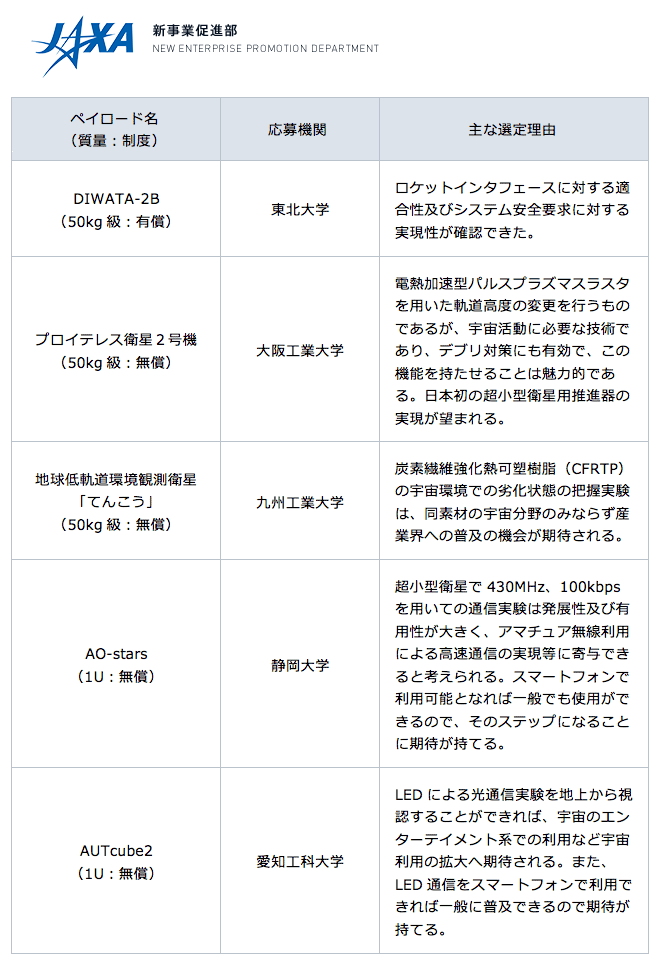 JAXA
新事業促進部
NEW ENTERPRISE PROMOTION DEPARTMENT
ペイロード名
（質量：制度）
応募機関
主な選定理由
DIWATA-2B
（50kg 級：有償）
東北大学
ロケットインタフェースに対する適
合性及びシステム安全要求に対する
実現性が確認できた。
プロイテレス衛星２号機
（50kg 級：無償）
大阪工業大学
電熱加速型パルスプラズマスラスタ
を用いた軌道高度の変更を行うもの
であるが、宇宙活動に必要な技術で
あり、デブリ対策にも有効で、この
機能を持たせることは魅力的であ
る。日本初の超小型衛星用推進器の
実現が望まれる。
地球低軌道環境観測衛星
「てんこう」
（50kg 級：無償）
九州工業大学
炭素繊維強化熱可塑樹脂（CFRTP）
の宇宙環境での劣化状態の把握実験
は、同素材の宇宙分野のみならず産
業界への普及の機会が期待される。
AO-stars
（1U：無償）
静岡大学
超小型衛星で 430MHz、100kbps
を用いての通信実験は発展性及び有
用性が大きく、アマチュア無線利用
による高速通信の実現等に寄与でき
ると考えられる。スマートフォンで
利用可能となれば一般でも使用がで
きるので、そのステップになること
に期待が持てる。
AUTcube2
（1U：無償）
愛知工科大学
LED による光通信実験を地上から視
認することができれば、宇宙のエン
ターテイメント系での利用など宇宙
利用の拡大へ期待される。また、
LED 通信をスマートフォンで利用で
きれば一般に普及できるので期待が
持てる。